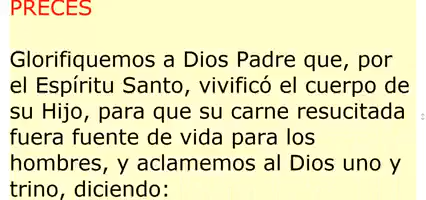 PRECES
Glorifiquemos a Dios Padre que, por
el Espíritu Santo, vivificó el cuerpo de
su Hijo, para que su carne resucitada
fuera fuente de vida para los
hombres, y aclamemos al Dios uno y
trino, diciendo: